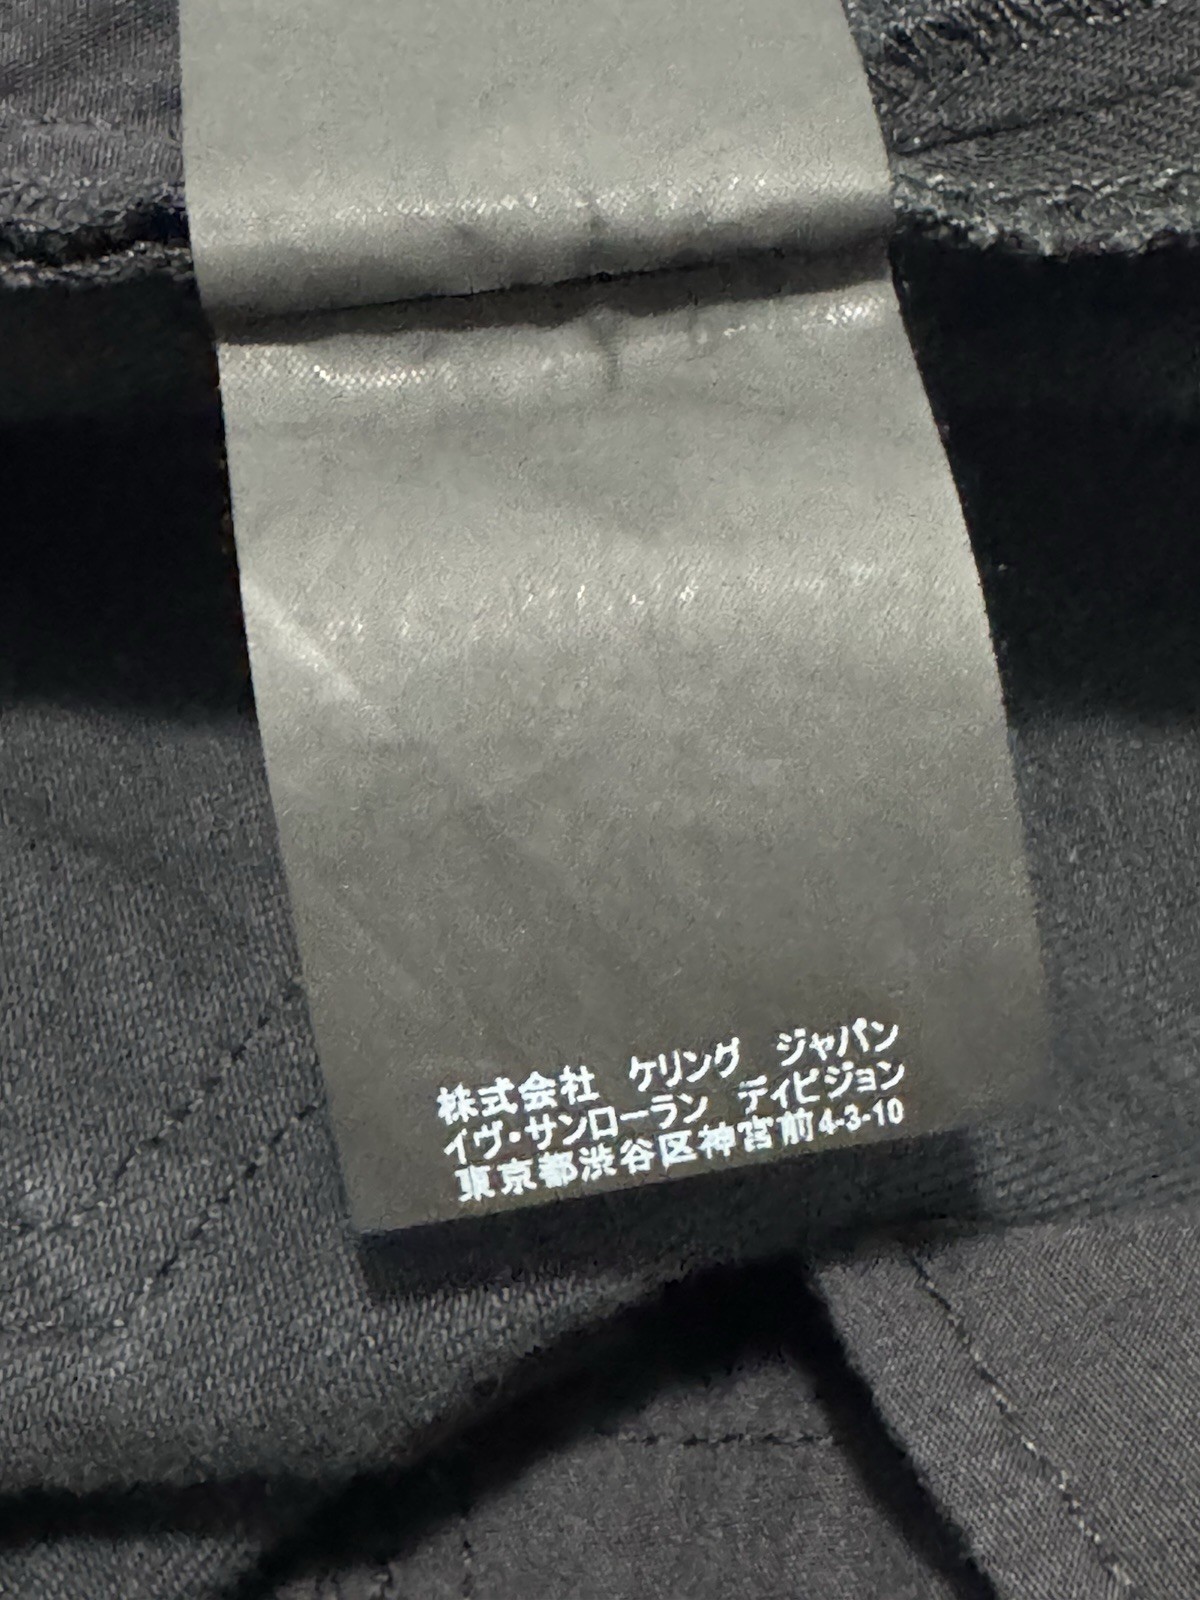 株式会社 ケリング ジャパン
イヴ・サンローラン ディビジョン
東京都渋谷区神宮前4-3-10